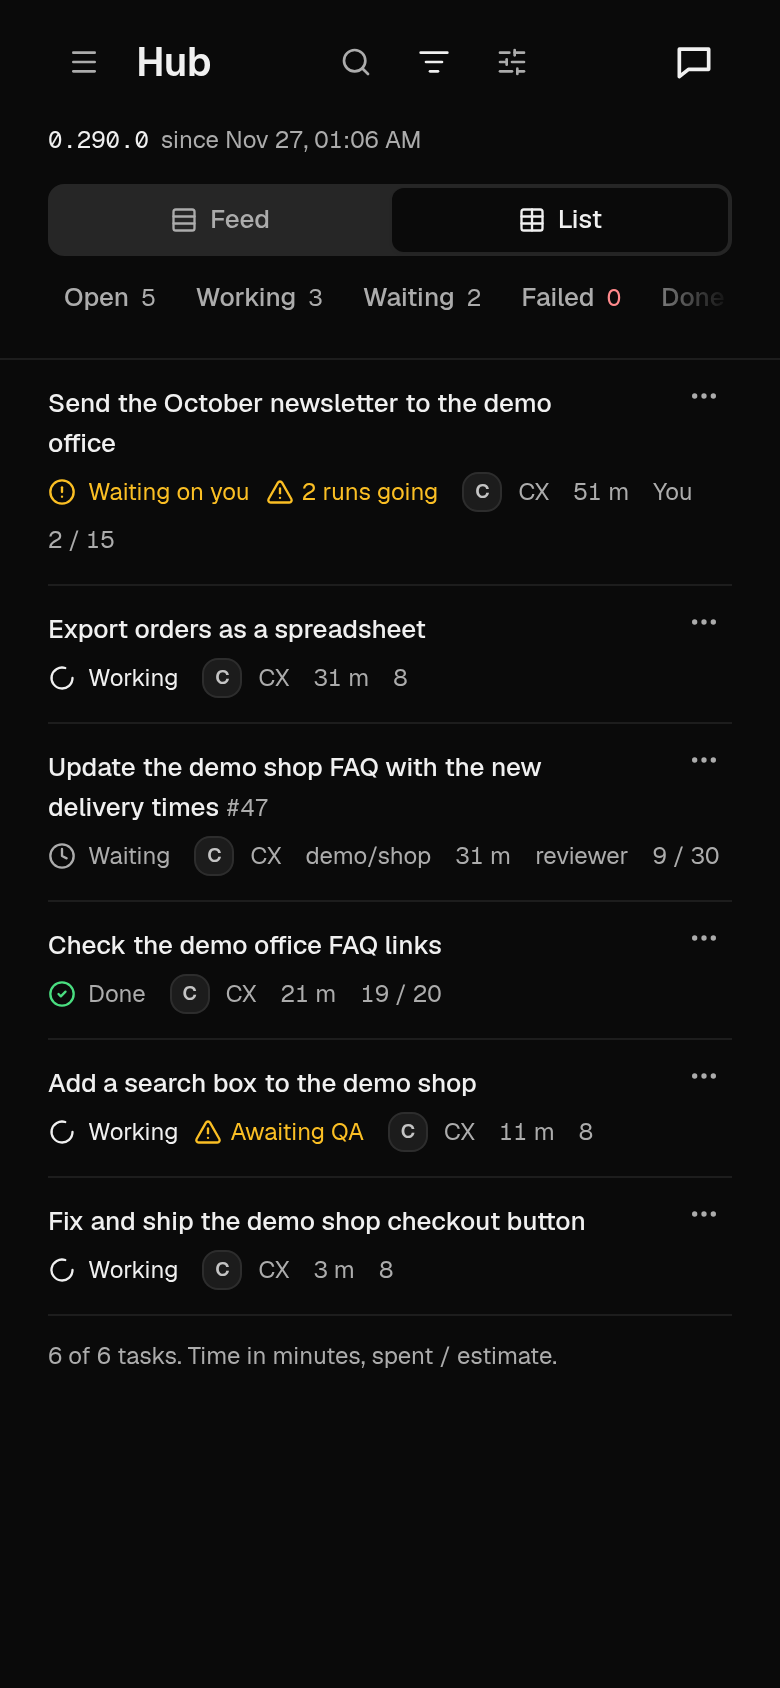 Hub
0.290.0 since Nov 27, 01:06 AM
Feed List
Open 5 Working 3 Waiting 2 Failed 0 Done
Send the October newsletter to the demo
office
Waiting on you 2 runs going C CX 51 m You
2 / 15
Export orders as a spreadsheet
Working C CX 31 m 8
Update the demo shop FAQ with the new
delivery times #47
Waiting C CX demo/shop 31 m reviewer 9 / 30
Check the demo office FAQ links
Done C CX 21 m 19 / 20
Add a search box to the demo shop
Working Awaiting QA C CX 11 m 8
Fix and ship the demo shop checkout button
Working C CX 3 m 8
6 of 6 tasks. Time in minutes, spent / estimate.